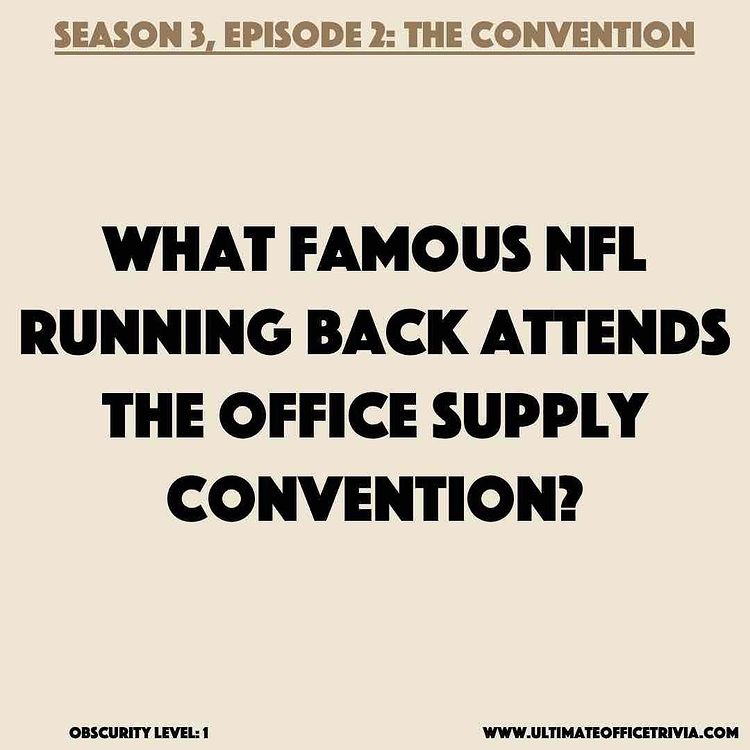 SEASON 3, EPISODE 2: THE CONVENTION
WHAT FAMOUS NFL
RUNNING BACK ATTENDS
THE OFFICE SUPPLY
CONVENTION?
OBSCURITY LEVEL: 1
WWW.ULTIMATEOFFICETRIVIA.COM